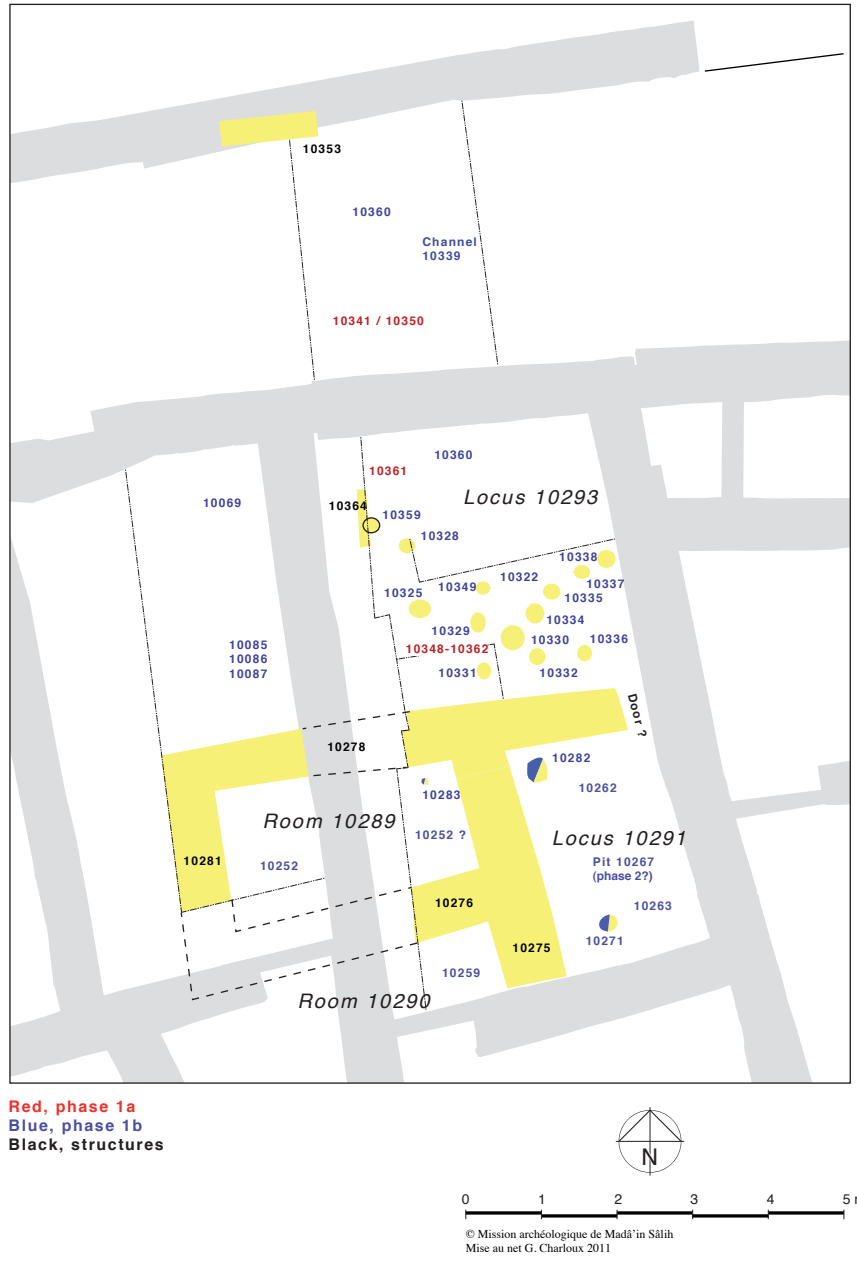 10353
10360
Channel
10339
10341 / 10350
10360
10361
Locus 10293
10069
10364
10359
10328
10338
10322
10349
10337
10325
10335
10334
10329
10330
10336
10085
10348-10362
10086
10331
10332
10087
Door ?
10278
10282
10262
10283
Room 10289
10252 ?
Locus 10291
10281
10252
Pit 10267
(phase 2?)
10276
10263
10275
10271
10259
Room 10290
Red, phase 1a
Blue, phase 1b
Black, structures
N
0 1 2 3 4 5
© Mission archéologique de Madâ'in Sâlih
Mise au net G. Charloux 2011